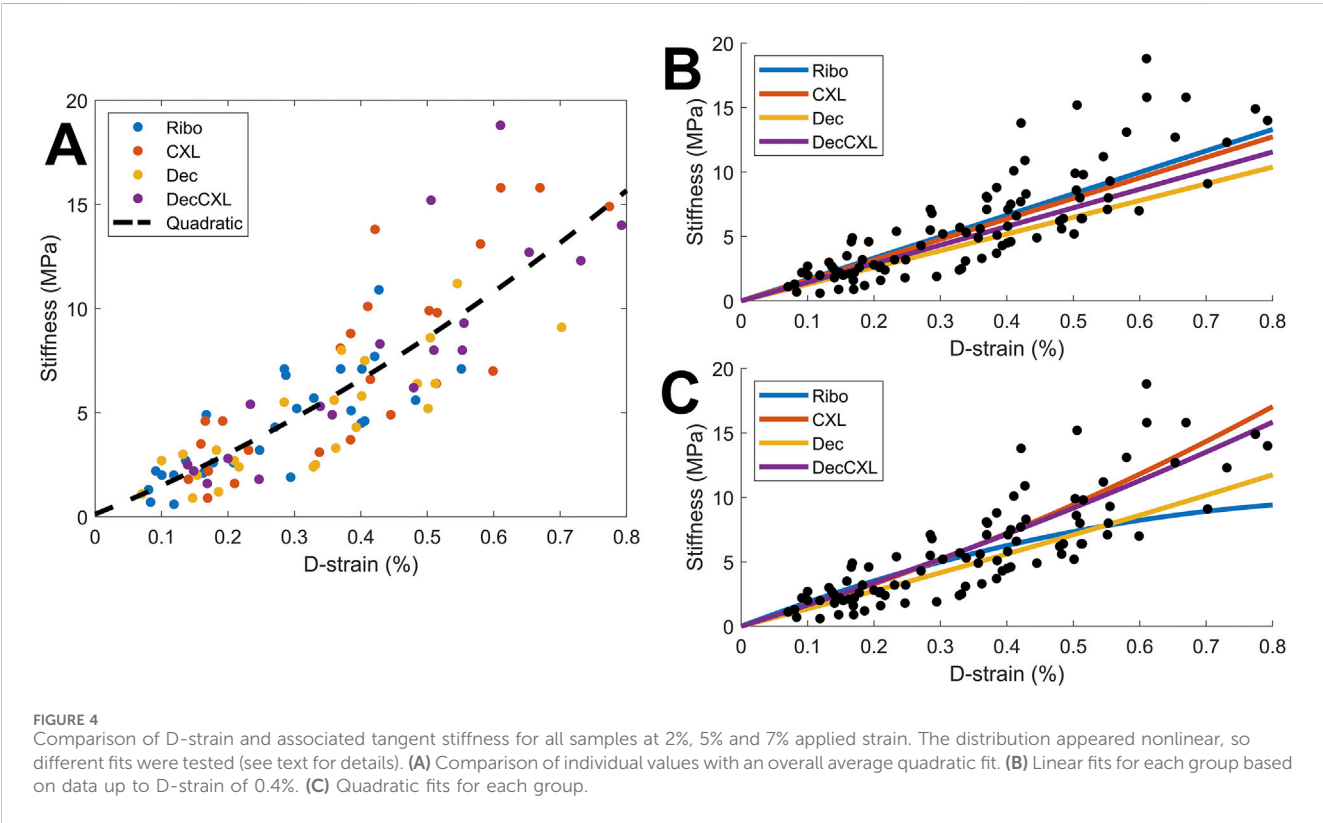 A
Ribo
CXL
Dec
DecCXL
Quadratic
Stiffness (MPa)
20
15
10
5
0
0 0.1 0.2 0.3 0.4 0.5 0.6 0.7 0.8
D-strain (%)
B
Ribo
CXL
Dec
DecCXL
Stiffness (MPa)
20
15
10
5
0
0 0.1 0.2 0.3 0.4 0.5 0.6 0.7 0.8
D-strain (%)
C
Ribo
CXL
Dec
DecCXL
Stiffness (MPa)
20
15
10
5
0
0 0.1 0.2 0.3 0.4 0.5 0.6 0.7 0.8
D-strain (%)
FIGURE 4
Comparison of D-strain and associated tangent stiffness for all samples at 2%, 5% and 7% applied strain. The distribution appeared nonlinear, so
different fits were tested (see text for details). (A) Comparison of individual values with an overall average quadratic fit. (B) Linear fits for each group based
on data up to D-strain of 0.4%. (C) Quadratic fits for each group.